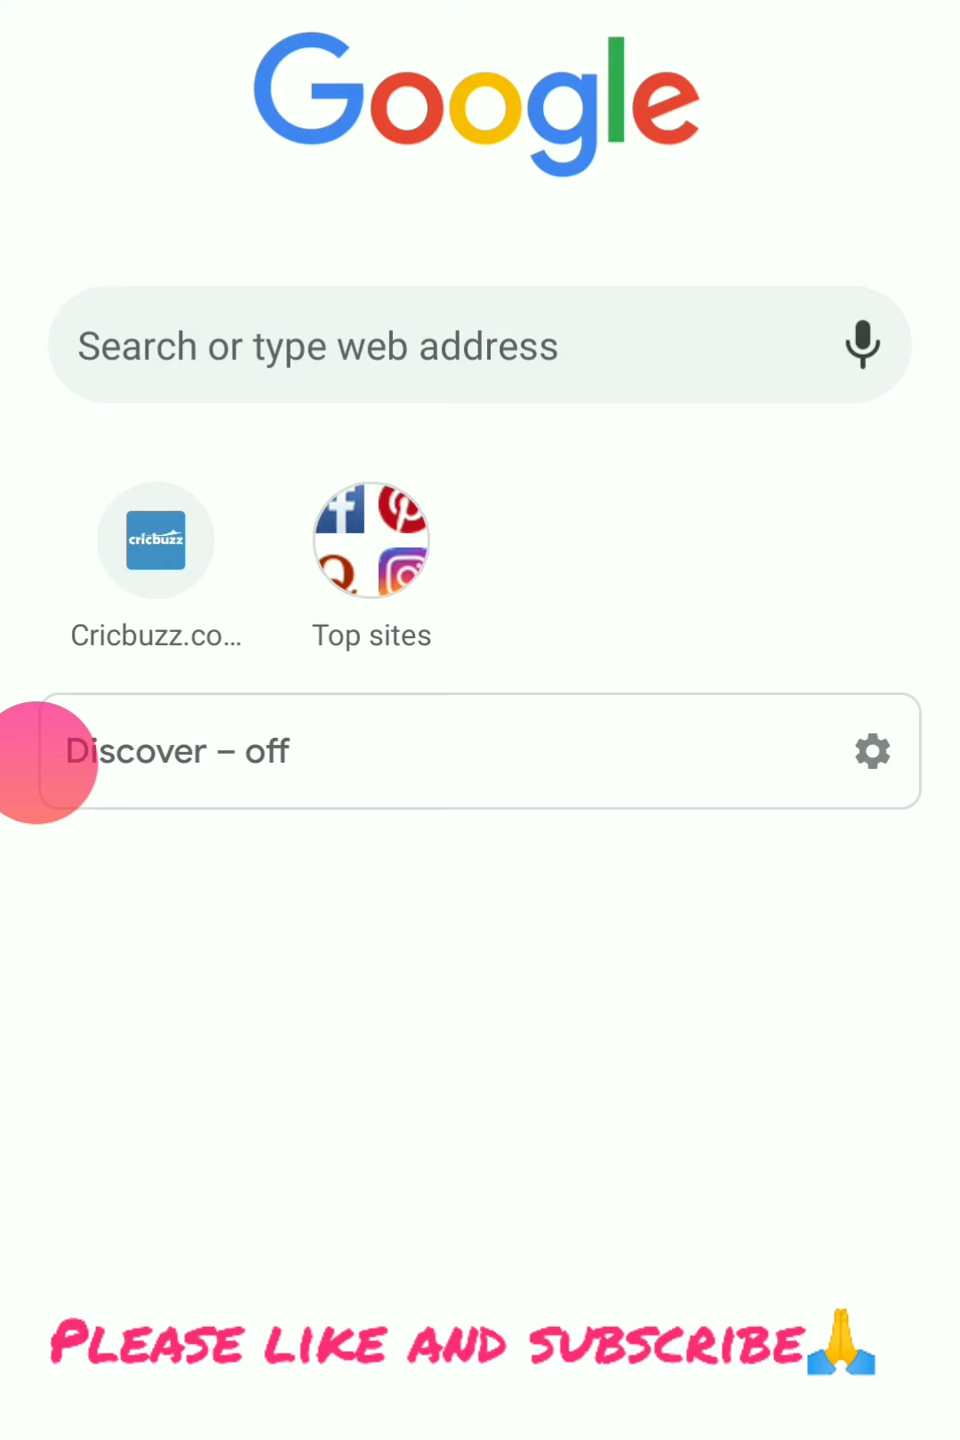 Google
Search or type web address
cricbuzz
Cricbuzz.co...
Top sites
Discover – off
Please like and subscribe🙏